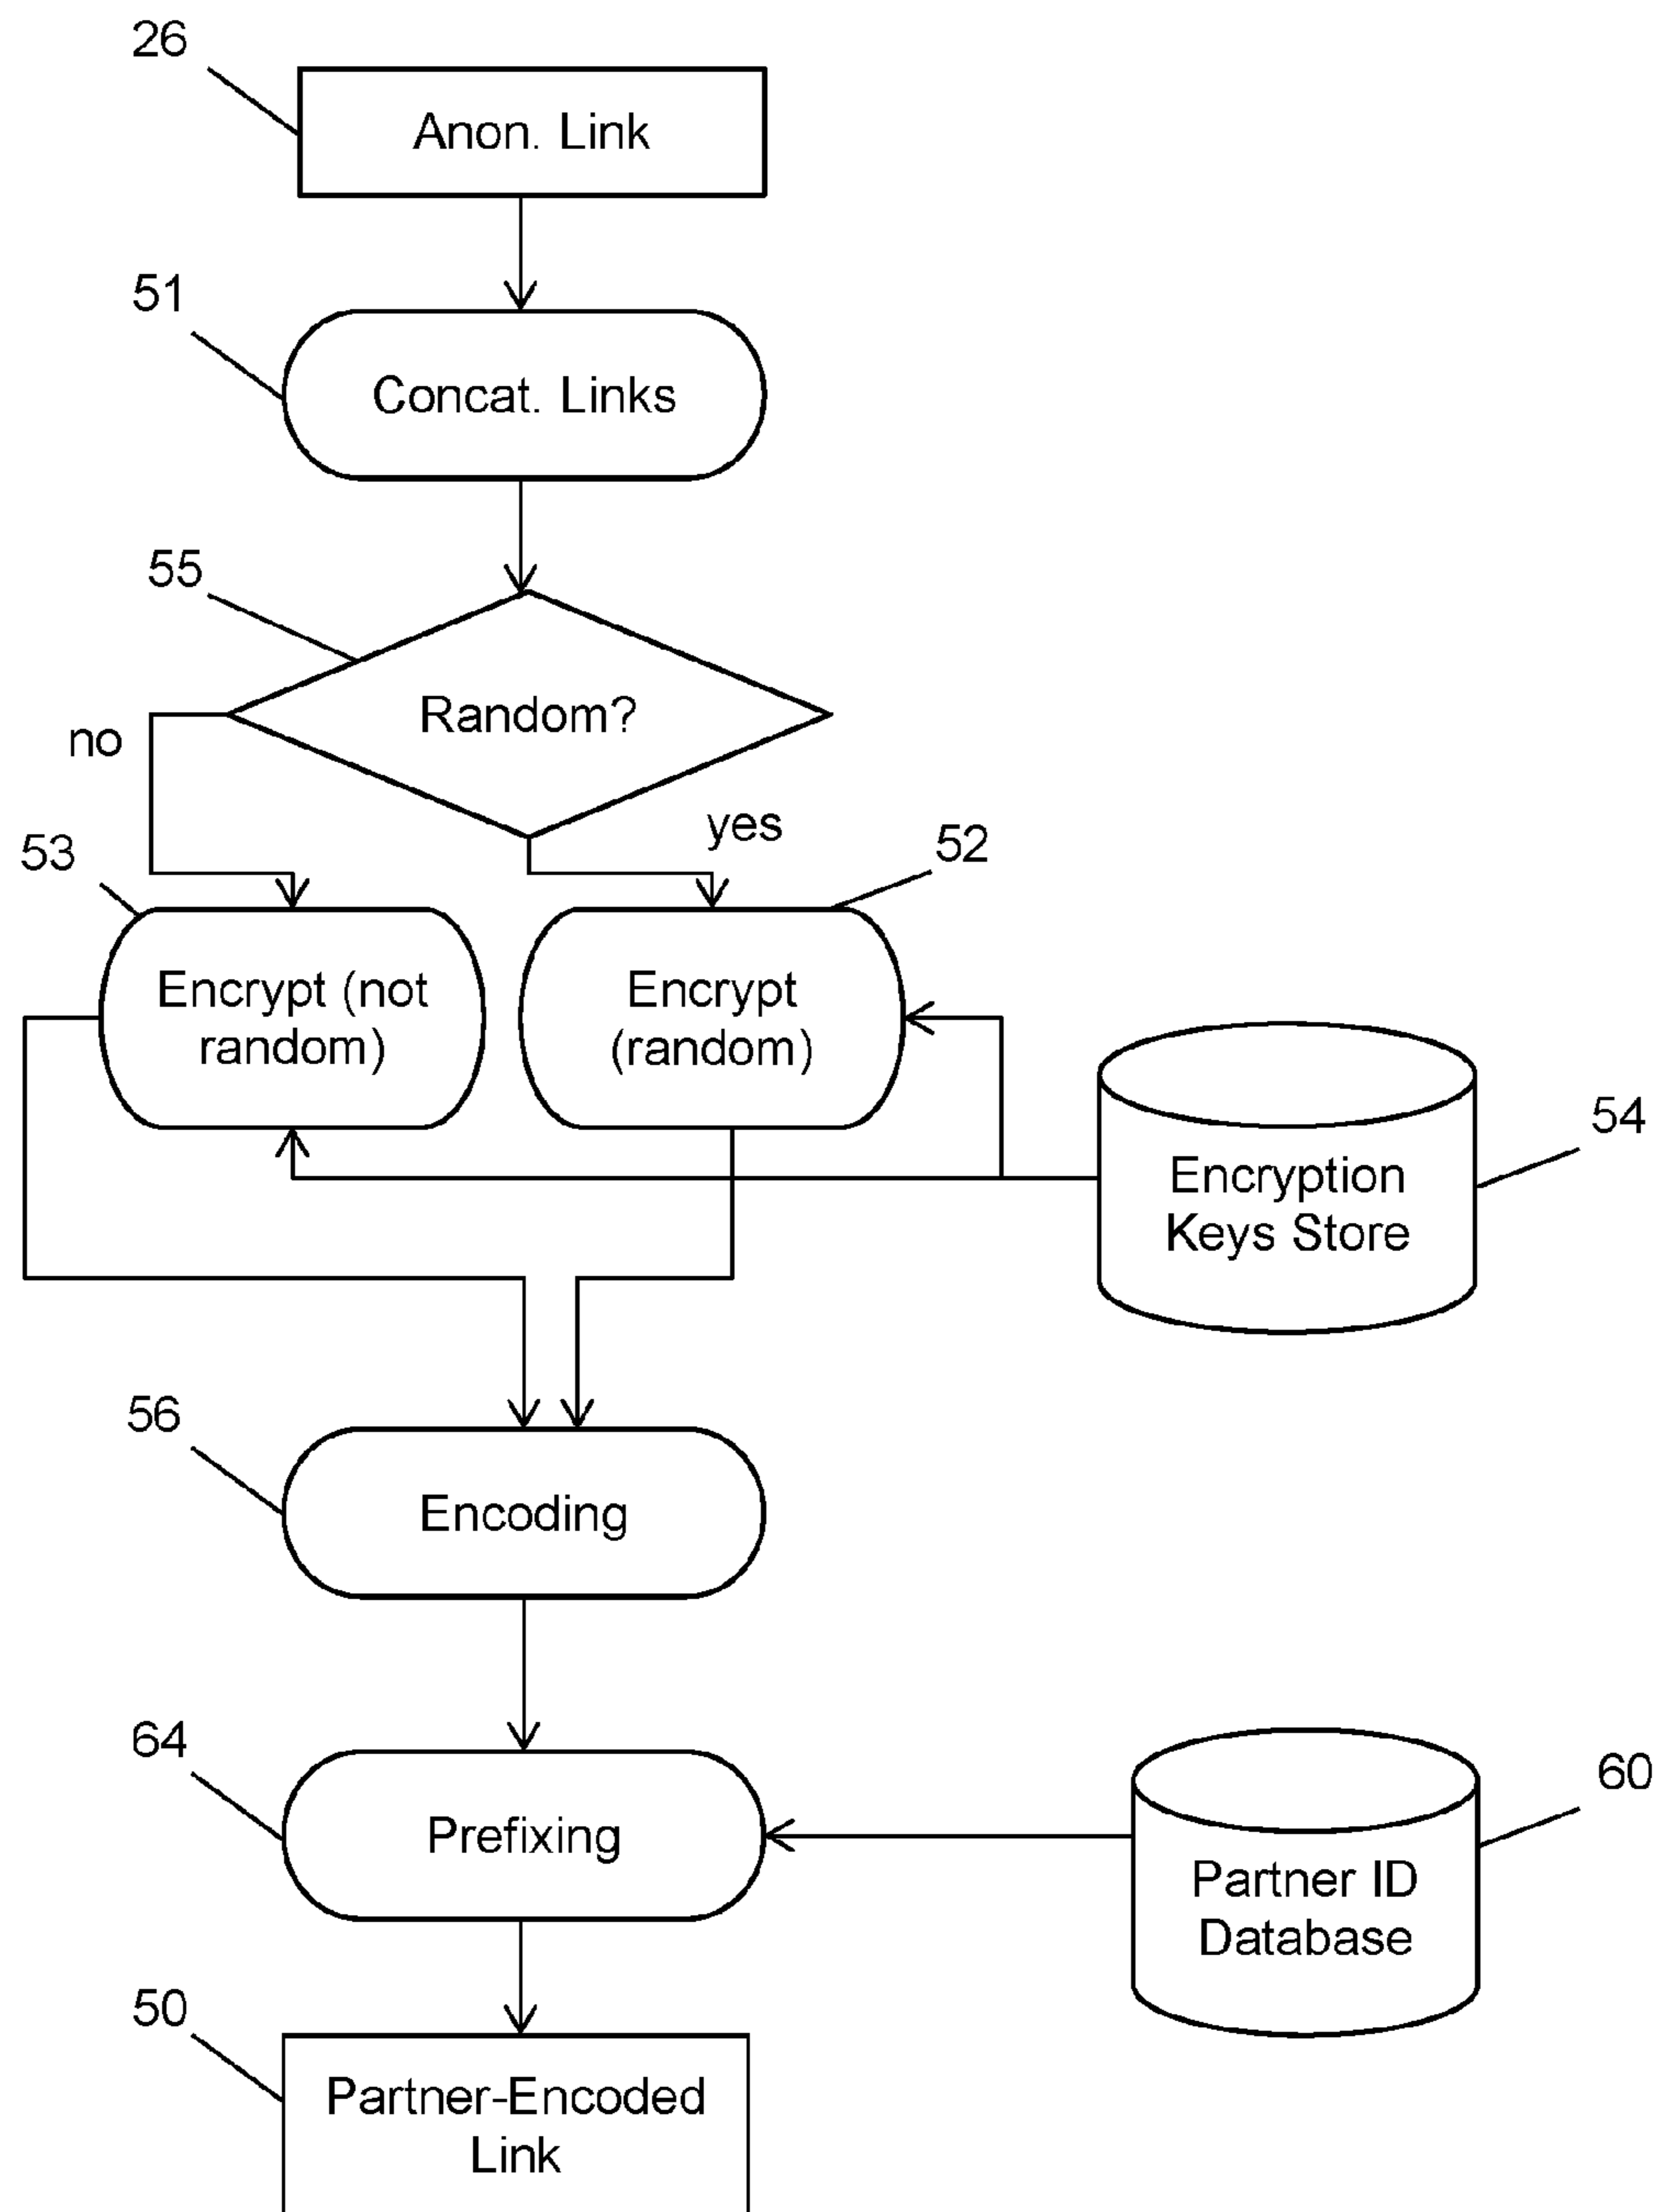 26
Anon. Link
51
Concat. Links
55
Random?
no
yes
53
52
Encrypt (not
random)
Encrypt
(random)
54
Encryption
Keys Store
56
Encoding
64
Prefixing
60
Partner ID
Database
50
Partner-Encoded
Link